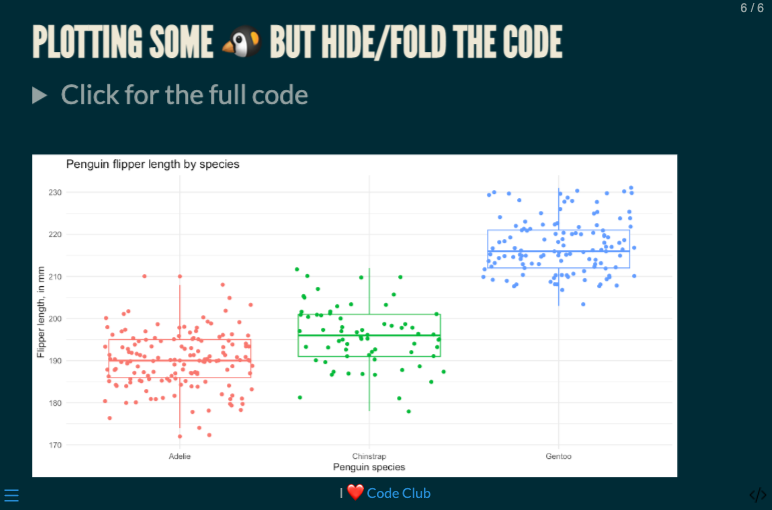 6 / 6
PLOTTING SOME 🐧 BUT HIDE/FOLD THE CODE
▶ Click for the full code
Penguin flipper length by species
Flipper length, in mm
230
220
210
200
190
180
170
Adelie Chinstrap Gentoo
Penguin species
I ❤️ Code Club